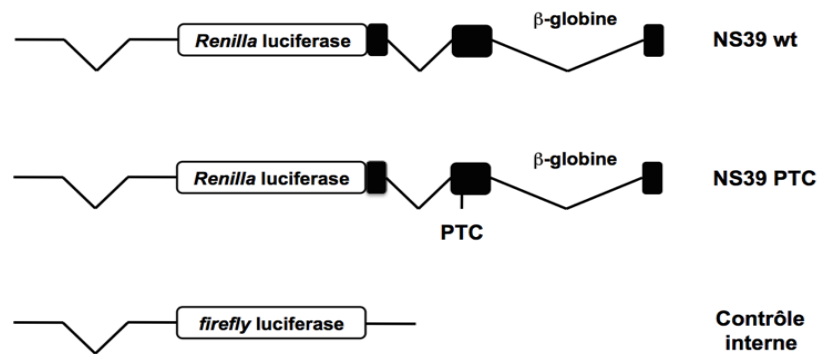 β-globine
Renilla luciferase
NS39 wt
β-globine
Renilla luciferase
NS39 PTC
PTC
firefly luciferase
Contrôle
interne